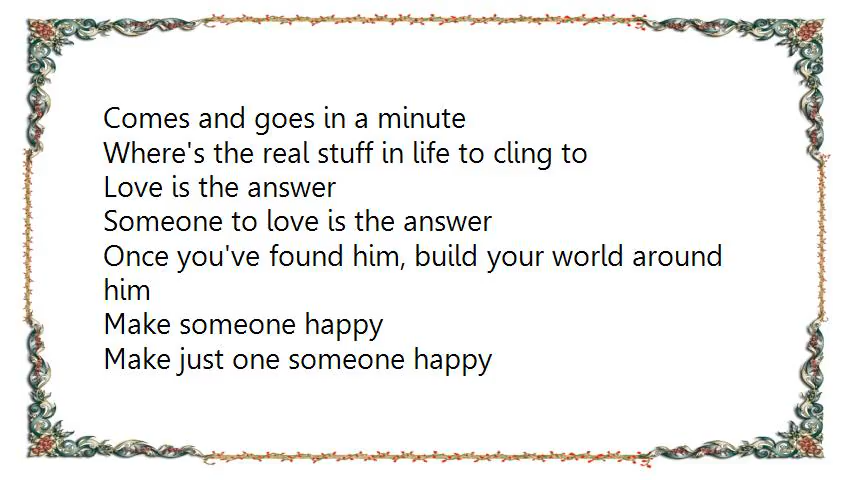 Comes and goes in a minute
Where's the real stuff in life to cling to
Love is the answer
Someone to love is the answer
Once you've found him, build your world around
him
Make someone happy
Make just one someone happy